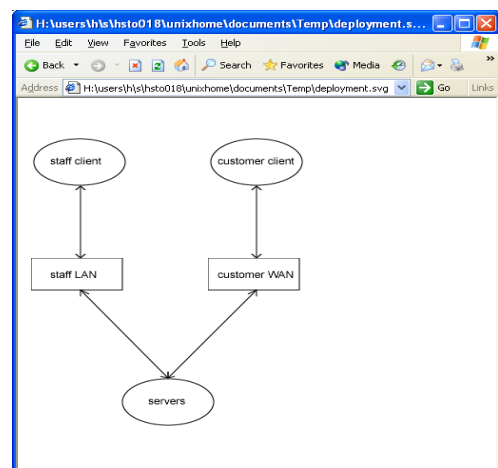 H:\users\h\s\hsto018\unixhome\documents\Temp\deployment.s...
File Edit View Favorites Tools Help
Back Search Favorites Media »
Address H:\users\h\s\hsto018\unixhome\documents\Temp\deployment.svg Go Links
staff client customer client
staff LAN customer WAN
servers